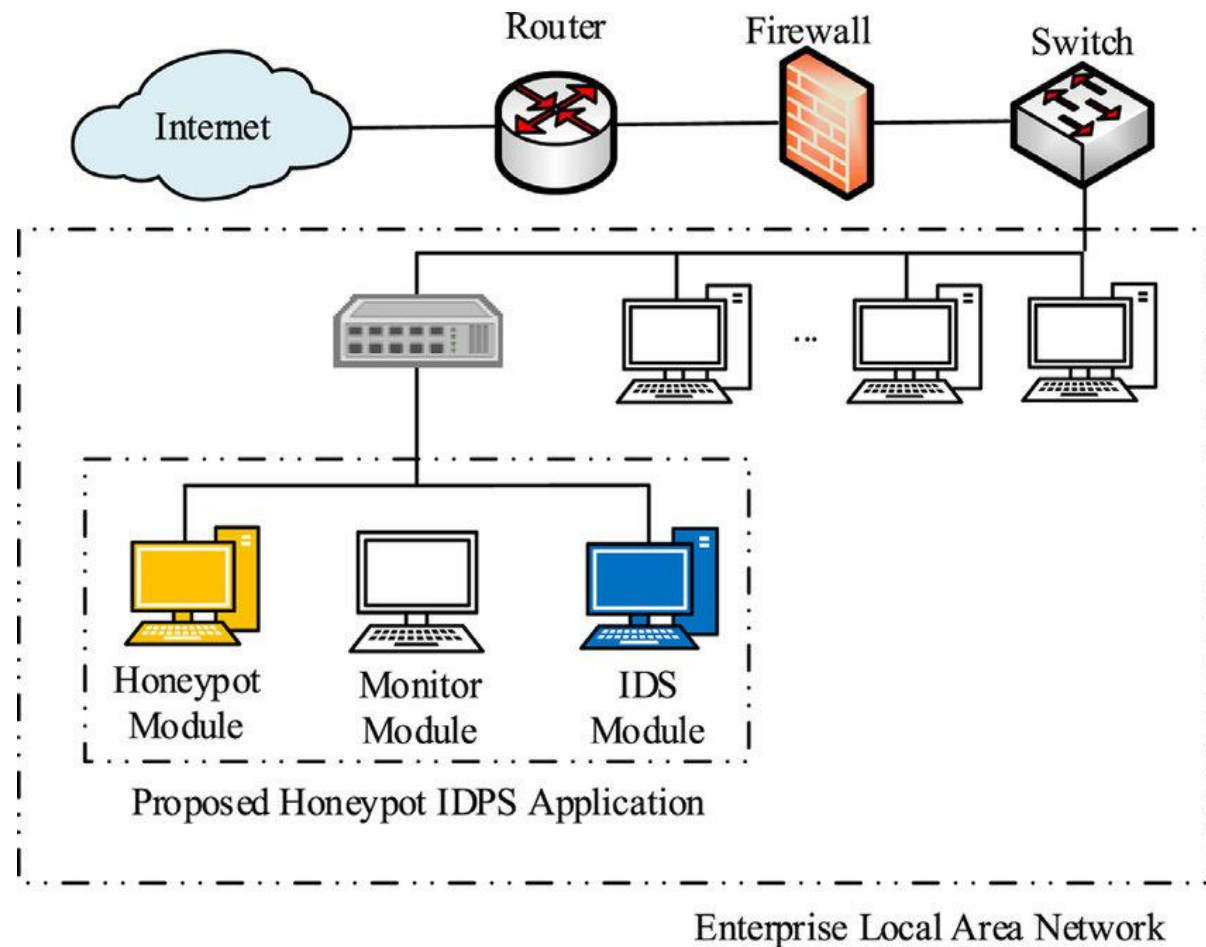 Router
Firewall
Switch
Internet
...
Honeypot
Module
Monitor
Module
IDS
Module
Proposed Honeypot IDPS Application
Enterprise Local Area Network